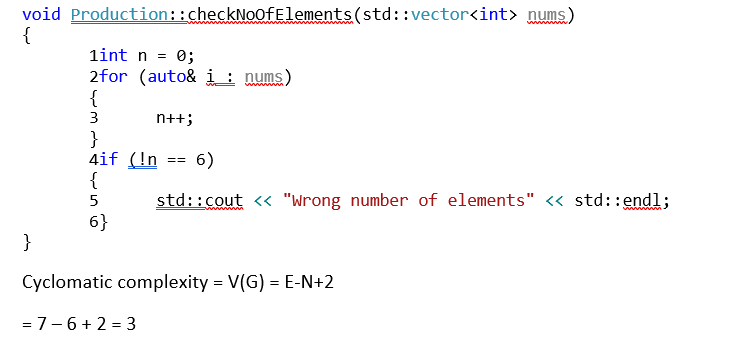 void Production::checkNoOfElements(std::vector<int> nums)
{
1int n = 0;
2for (auto& i : nums)
{
3 n++;
}
4if (!n == 6)
{
5 std::cout << "Wrong number of elements" << std::endl;
6}
}
Cyclomatic complexity = V(G) = E-N+2
= 7 – 6 + 2 = 3